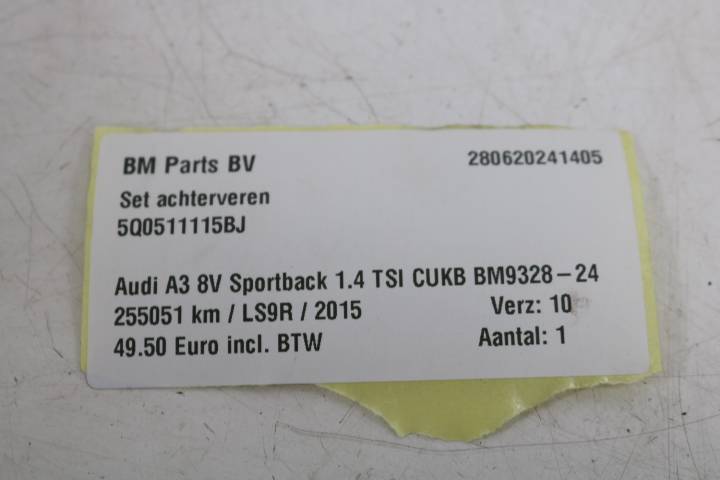 BM Parts BV 280620241405
Set achterveren
5Q0511115BJ
Audi A3 8V Sportback 1.4 TSI CUKB BM9328-24
255051 km / LS9R / 2015 Verz: 10
49.50 Euro incl. BTW Aantal: 1